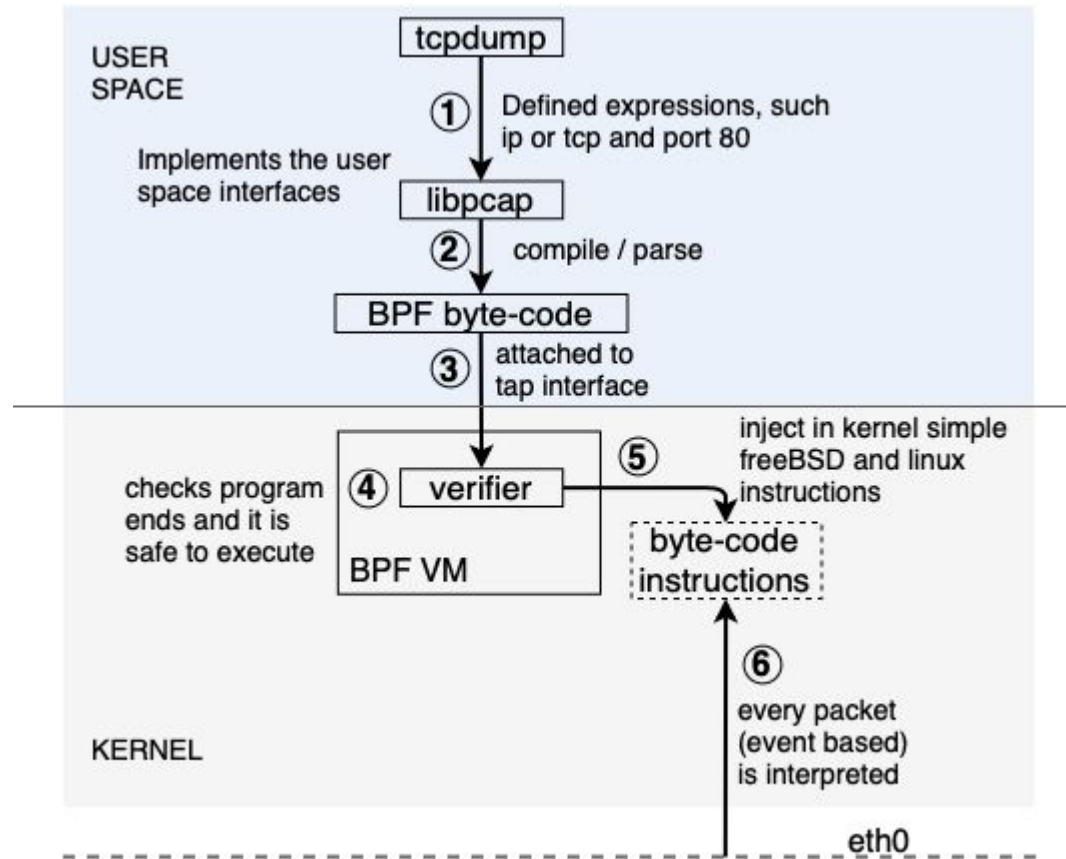 USER
SPACE
tcpdump
①
Defined expressions, such
ip or tcp and port 80
Implements the user
space interfaces
libpcap
②
compile / parse
BPF byte-code
③
attached to
tap interface
checks program
ends and it is
safe to execute
④
verifier
BPF VM
⑤
inject in kernel simple
freeBSD and linux
instructions
byte-code
instructions
⑥
every packet
(event based)
is interpreted
KERNEL
eth0